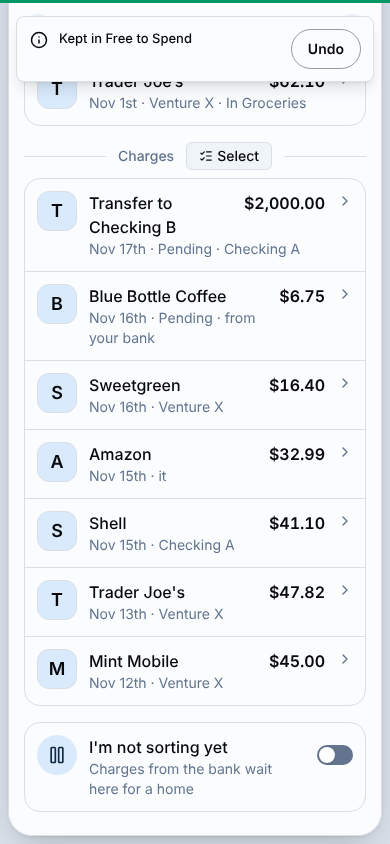 Kept in Free to Spend
Undo
T
Trader Joe's
$62.10
Nov 1st · Venture X · In Groceries
Charges
Select
T
Transfer to
Checking B
$2,000.00
Nov 17th · Pending · Checking A
B
Blue Bottle Coffee
$6.75
Nov 16th · Pending · from
your bank
S
Sweetgreen
$16.40
Nov 16th · Venture X
A
Amazon
$32.99
Nov 15th · it
S
Shell
$41.10
Nov 15th · Checking A
T
Trader Joe's
$47.82
Nov 13th · Venture X
M
Mint Mobile
$45.00
Nov 12th · Venture X
I'm not sorting yet
Charges from the bank wait
here for a home